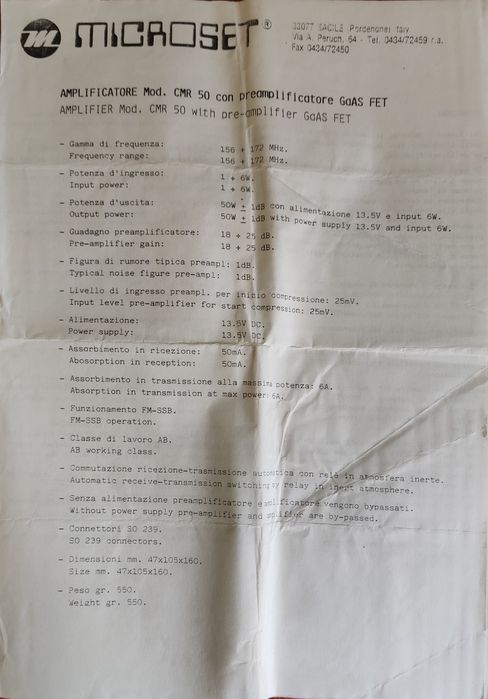 MICROSET®
33077 SACILE (Pordenone) Italy
Via A. Peruch, 64 - Tel. 0434/72459 r.a.
Fax 0434/72450
AMPLIFICATORE Mod. CMR 50 con preamplificatore GaAS FET
AMPLIFIER Mod. CMR 50 with pre-amplifier GaAS FET
- Gamma di frequenza: 156 ÷ 172 MHz.
Frequency range: 156 ÷ 172 MHz.
- Potenza d'ingresso: 1 ÷ 6W.
Input power: 1 ÷ 6W.
- Potenza d'uscita: 50W ± 1dB con alimentazione 13.5V e input 6W.
Output power: 50W ± 1dB with power supply 13.5V and input 6W.
- Guadagno preamplificatore: 18 ÷ 25 dB.
Pre-amplifier gain: 18 ÷ 25 dB.
- Figura di rumore tipica preampl: 1dB.
Typical noise figure pre-ampl: 1dB.
- Livello di ingresso preampl. per inizio compressione: 25mV.
Input level pre-amplifier for start compression: 25mV.
- Alimentazione: 13.5V DC.
Power supply: 13.5V DC.
- Assorbimento in ricezione: 50mA.
Abosorption in reception: 50mA.
- Assorbimento in trasmissione alla massima potenza: 6A.
Absorption in transmission at max power: 6A.
- Funzionamento FM-SSB.
FM-SSB operation.
- Classe di lavoro AB.
AB working class.
- Commutazione ricezione-trasmissione automatica con relè in atmosfera inerte.
Automatic receive-transmission switching by relay in inert atmosphere.
- Senza alimentazione preamplificatore e amplificatore vengono bypassati.
Without power supply pre-amplifier and amplifier are by-passed.
- Connettori SO 239.
SO 239 connectors.
- Dimensioni mm. 47x105x160.
Size mm. 47x105x160.
- Peso gr. 550.
Weight gr. 550.